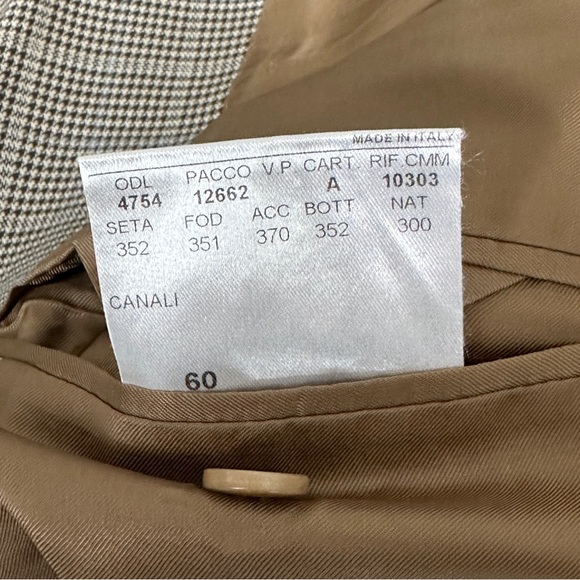 MADE IN ITALY
ODL PACCO V.P. CART. RIF.CMM
4754 12662 A 10303
SETA FOD ACC BOTT NAT
352 351 370 352 300
CANALI
60